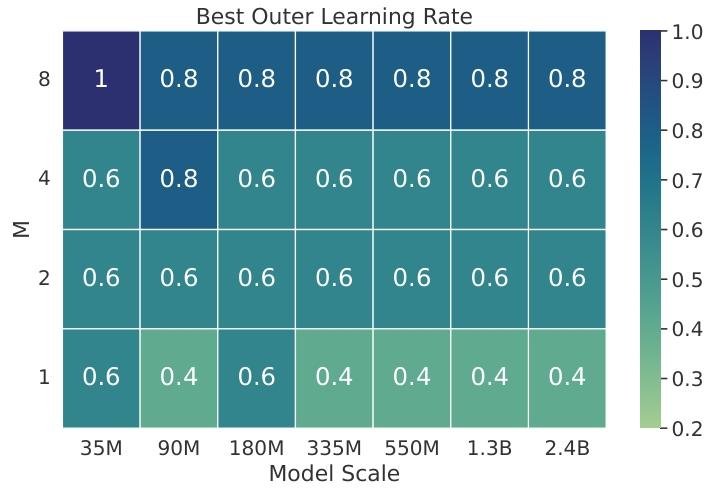 Best Outer Learning Rate
8 1 0.8 0.8 0.8 0.8 0.8 0.8
4 0.6 0.8 0.6 0.6 0.6 0.6 0.6
M
2 0.6 0.6 0.6 0.6 0.6 0.6 0.6
1 0.6 0.4 0.6 0.4 0.4 0.4 0.4
35M 90M 180M 335M 550M 1.3B 2.4B
Model Scale
1.0
0.9
0.8
0.7
0.6
0.5
0.4
0.3
0.2